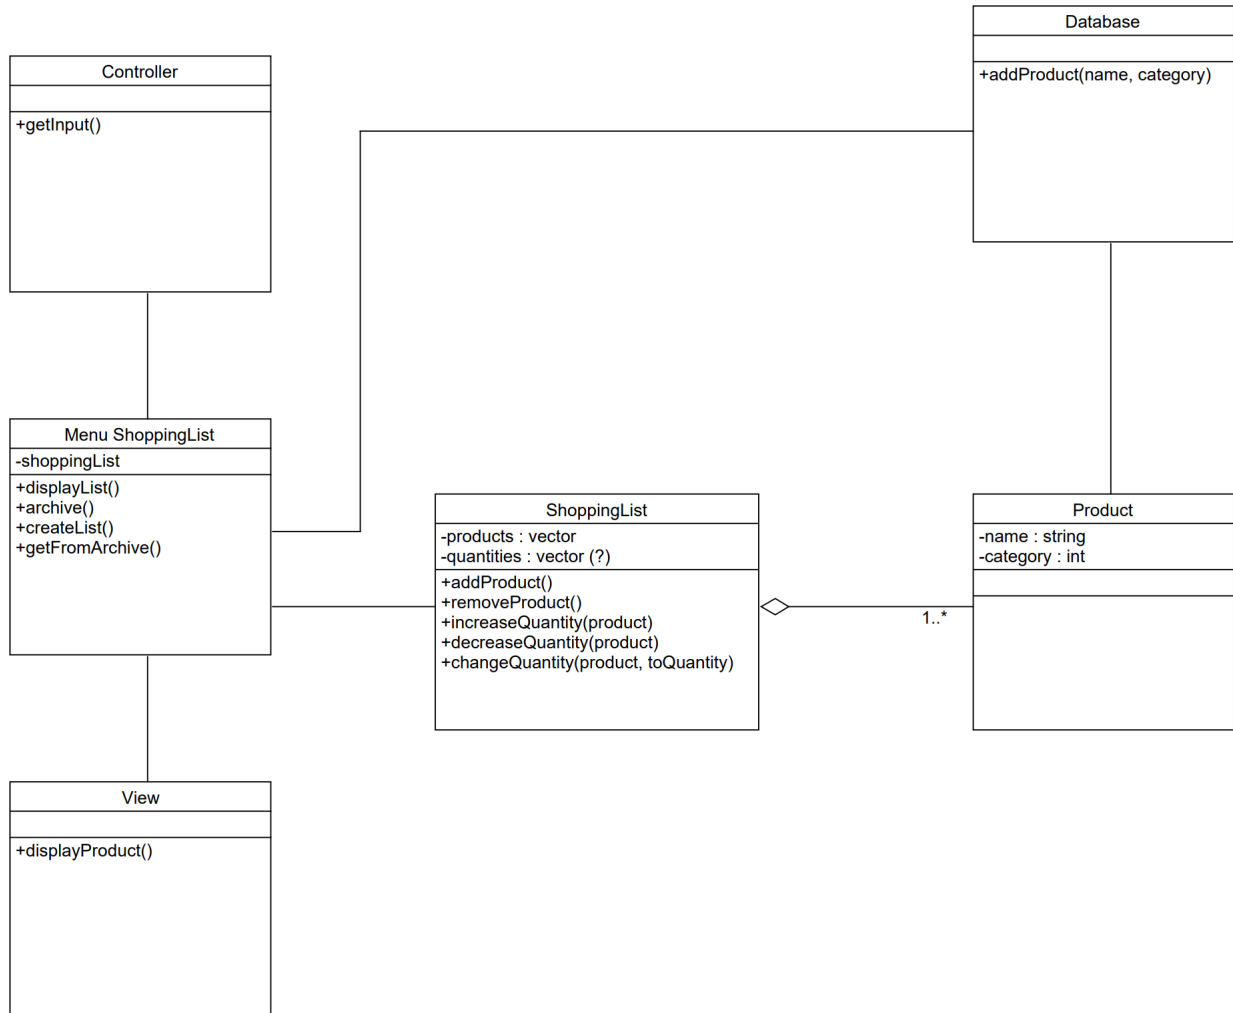 Database
+addProduct(name, category)
Controller
+getInput()
Menu ShoppingList
-shoppingList
+displayList()
+archive()
+createList()
+getFromArchive()
ShoppingList
-products : vector
-quantities : vector (?)
+addProduct()
+removeProduct()
+increaseQuantity(product)
+decreaseQuantity(product)
+changeQuantity(product, toQuantity)
1..*
Product
-name : string
-category : int
View
+displayProduct()